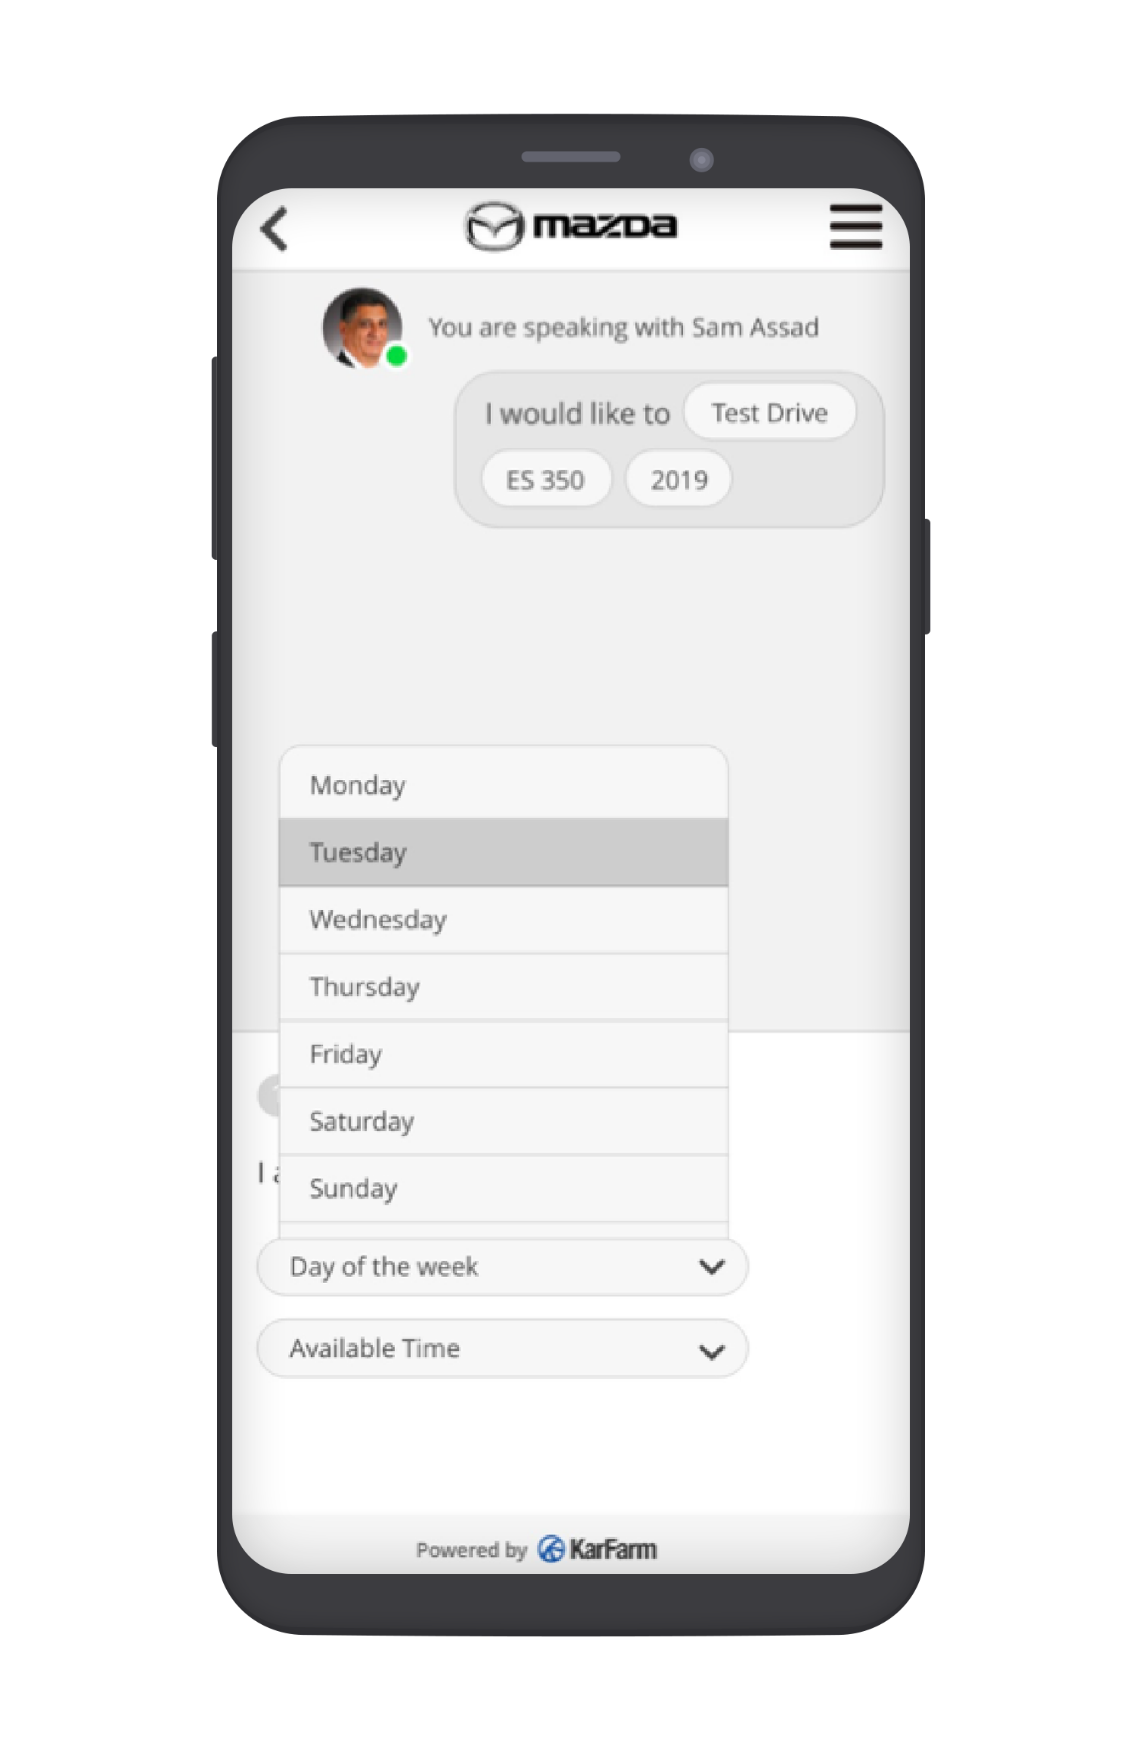 mazda
You are speaking with Sam Assad
I would like to Test Drive
ES 350 2019
Monday
Tuesday
Wednesday
Thursday
Friday
Saturday
Sunday
I
Day of the week
Available Time
Powered by KarFarm